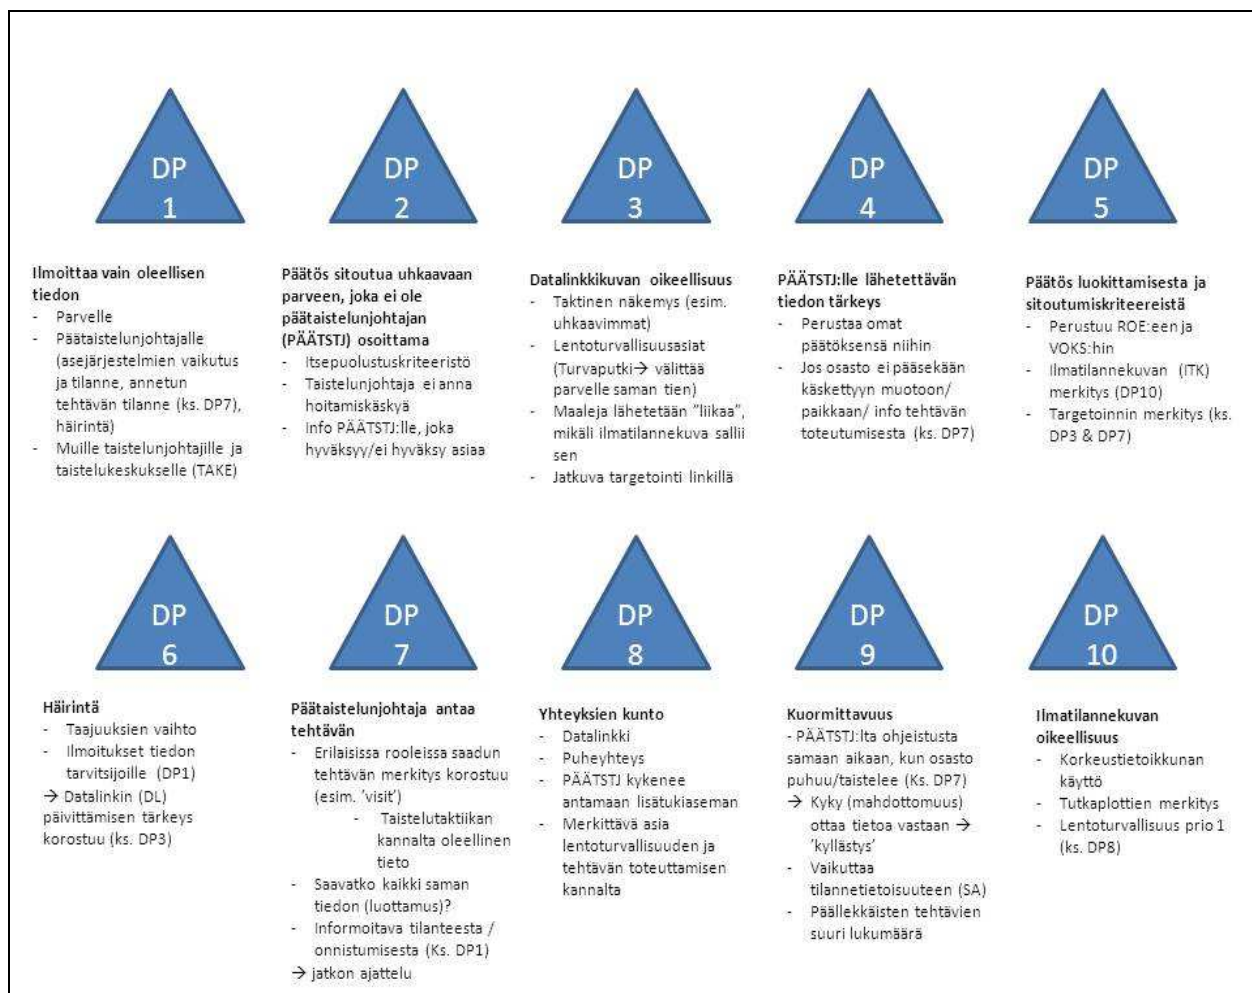 DP
1
Ilmoittaa vain oleellisen
tiedon
- Parvelle
- Päätaistelunjohtajalle
(asejärjestelmien vaikutus
ja tilanne, annetun
tehtävän tilanne (ks. DP7),
häirintä)
- Muille taistelunjohtajille ja
taistelukeskukselle (TAKE)
DP
2
Päätös sitoutua uhkaavaan
parveen, joka ei ole
päätaistelunjohtajan
(PÄÄTSTJ) osoittama
- Itsepuolustuskriteeristö
- Taistelunjohtaja ei anna
hoitamiskäskyä
- Info PÄÄTSTJ:lle, joka
hyväksyy/ei hyväksy asiaa
DP
3
Datalinkkikuvan oikeellisuus
- Taktinen näkemys (esim.
uhkaavimmat)
- Lentoturvallisuusasiat
(Turvaputki→ välittää
parvelle saman tien)
- Maaleja lähetetään ”liikaa”,
mikäli ilmatilannekuva sallii
sen
- Jatkuva targetointi linkillä
DP
4
PÄÄTSTJ:lle lähetettävän
tiedon tärkeys
- Perustaa omat
päätöksensä niihin
- Jos osasto ei pääsekään
käskettyyn muotoon/
paikkaan/ info tehtävän
toteutumisesta (ks. DP7)
DP
5
Päätös luokittamisesta ja
sitoutumiskriteereistä
- Perustuu ROE:een ja
VOKS:hin
- Ilmatilannekuvan (ITK)
merkitys (DP10)
- Targetoinnin merkitys (ks.
DP3 & DP7)
DP
6
Häirintä
- Taajuuksien vaihto
- Ilmoitukset tiedon
tarvitsijoille (DP1)
→ Datalinkin (DL)
päivittämisen tärkeys
korostuu (ks. DP3)
DP
7
Päätaistelunjohtaja antaa
tehtävän
- Erilaisissa rooleissa saadun
tehtävän merkitys korostuu
(esim. ’visit’)
- Taistelutaktiikan
kannalta oleellinen
tieto
- Saavatko kaikki saman
tiedon (luottamus)?
- Informoitava tilanteesta /
onnistumisesta (Ks. DP1)
→ jatkon ajattelu
DP
8
Yhteyksien kunto
- Datalinkki
- Puheyhteys
- PÄÄTSTJ kykenee
antamaan lisätukiaseman
- Merkittävä asia
lentoturvallisuuden ja
tehtävän toteuttamisen
kannalta
DP
9
Kuormittavuus
- PÄÄTSTJ:lta ohjeistusta
samaan aikaan, kun osasto
puhuu/taistelee (Ks. DP7)
→ Kyky (mahdottomuus)
ottaa tietoa vastaan →
’kyllästys’
- Vaikuttaa
tilannetietoisuuteen (SA)
- Päällekkäisten tehtävien
suuri lukumäärä
DP
10
Ilmatilannekuvan
oikeellisuus
- Korkeustietoikkunan
käyttö
- Tutkaplottien merkitys
- Lentoturvallisuus prio 1
(ks. DP8)